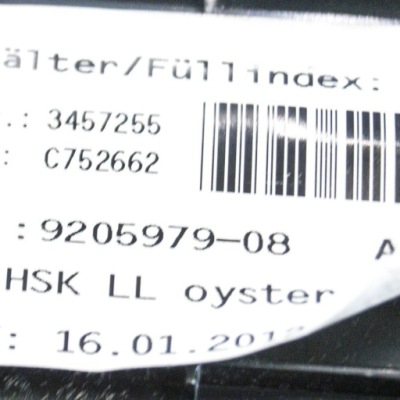 älter/Füllindex:
.: 3457255
: C752662
:9205979-08 A
HSK LL oyster
: 16.01.201